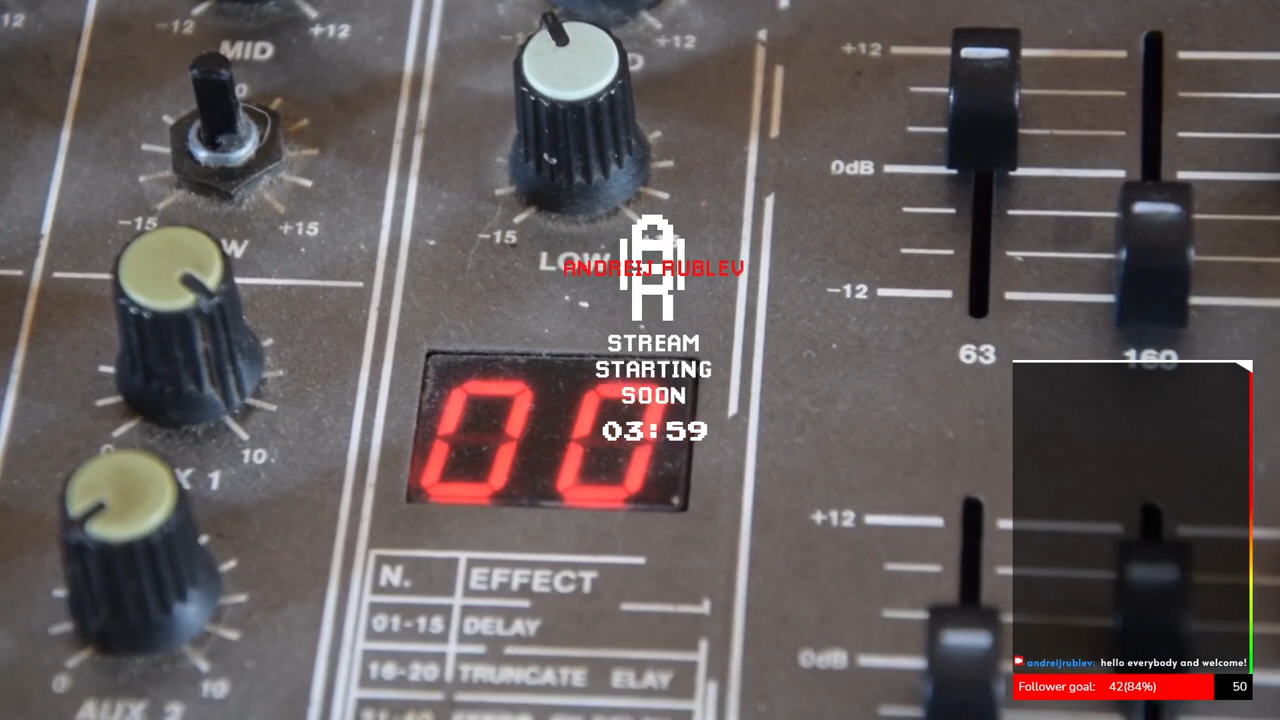 12
-12
+12
MID
+12
-15
+15
W
-15
LOW
ANDREIJ RUBLEV
STREAM
STARTING
SOON
03:59
00
10
X 1
0
10
AUX 2
N. EFFECT
01-15 DELAY
16-20 TRUNCATE ELAY
+12
0dB
-12
63
160
+12
0dB
andreijrublev: hello everybody and welcome!
Follower goal: 42(84%) 50